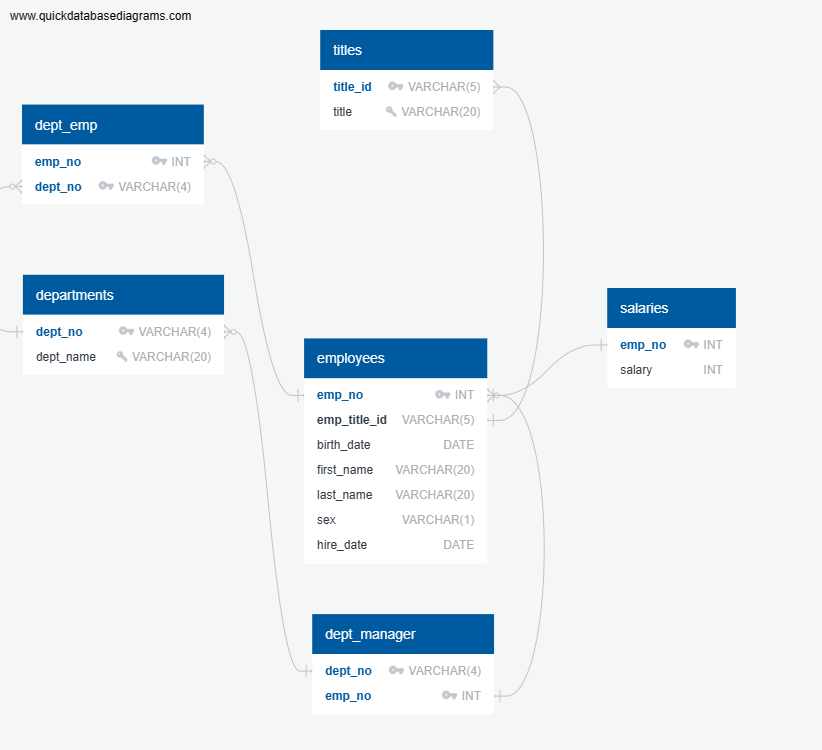 www.quickdatabasediagrams.com
titles
title_id VARCHAR(5)
title VARCHAR(20)
dept_emp
emp_no INT
dept_no VARCHAR(4)
departments
dept_no VARCHAR(4)
dept_name VARCHAR(20)
salaries
emp_no INT
salary INT
employees
emp_no INT
emp_title_id VARCHAR(5)
birth_date DATE
first_name VARCHAR(20)
last_name VARCHAR(20)
sex VARCHAR(1)
hire_date DATE
dept_manager
dept_no VARCHAR(4)
emp_no INT